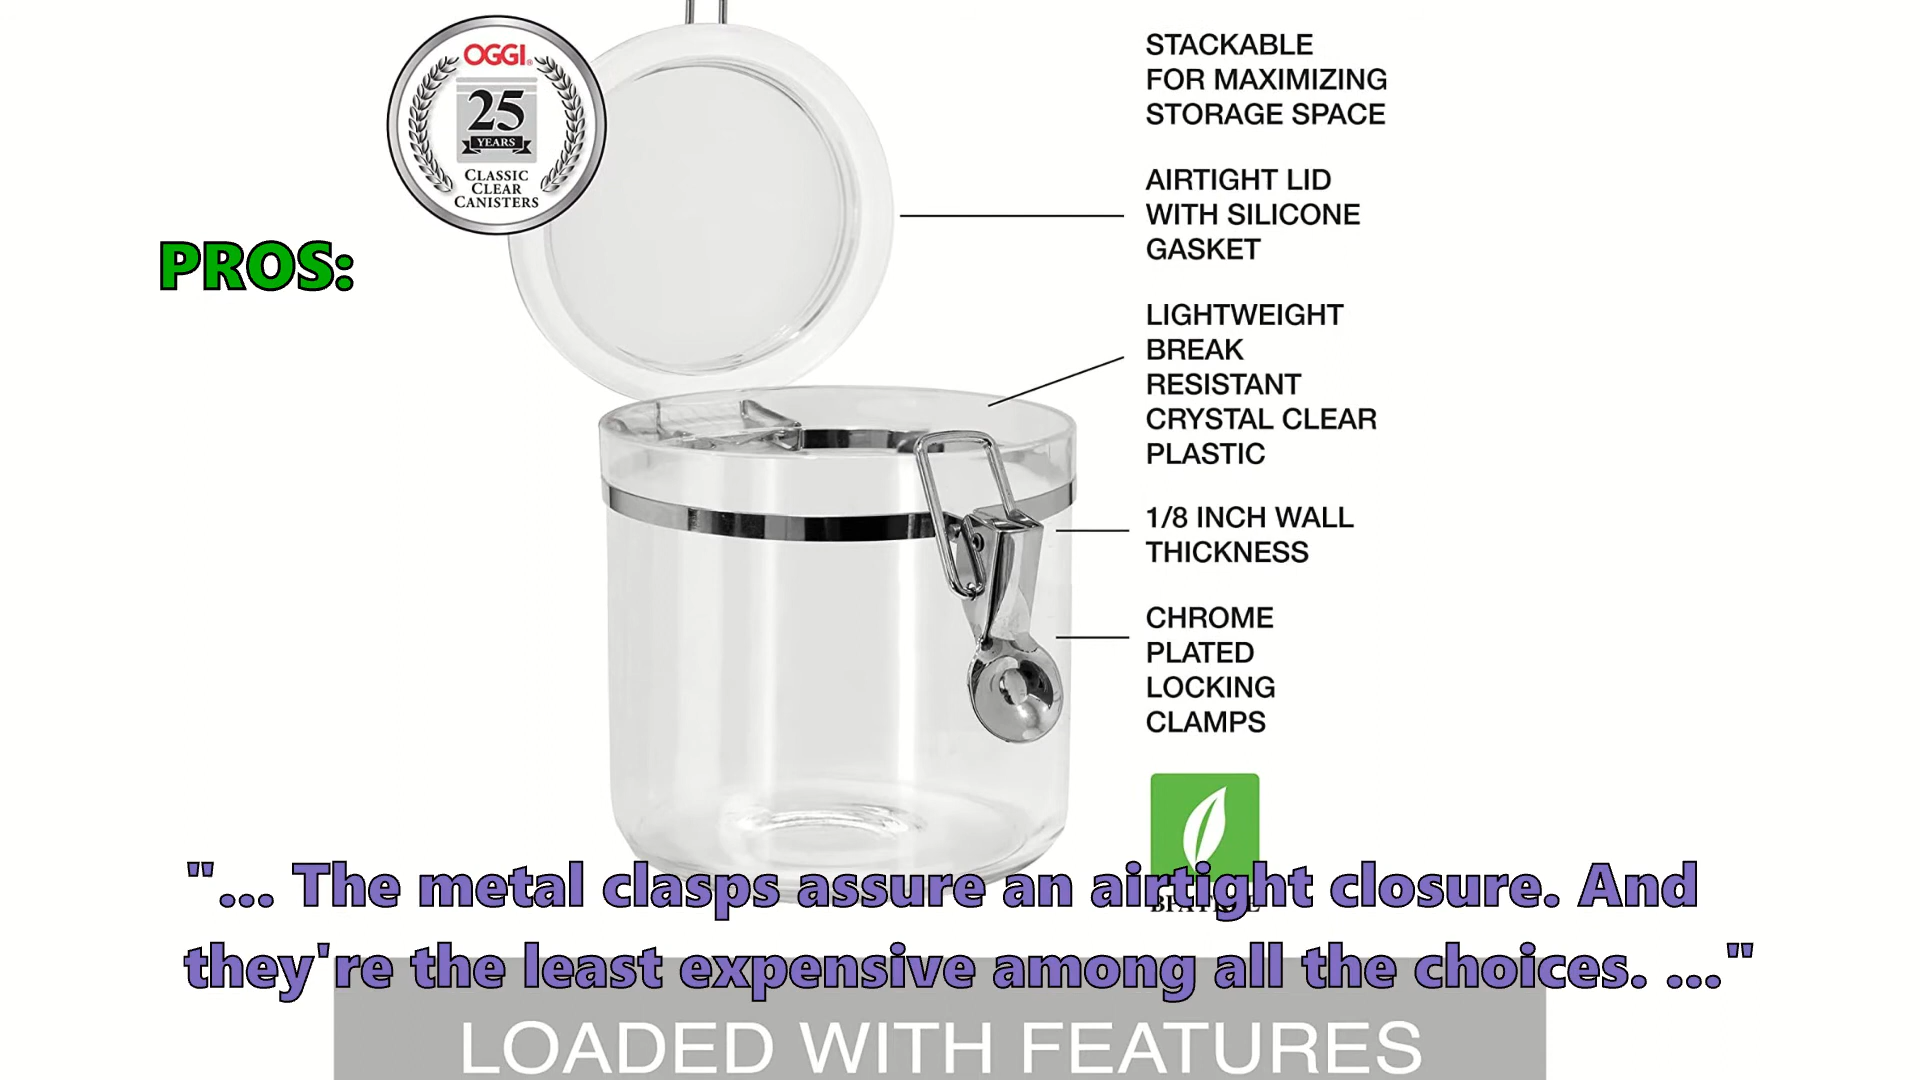 OGGI
25
YEARS
CLASSIC
CLEAR
CANISTERS
PROS:
STACKABLE
FOR MAXIMIZING
STORAGE SPACE
AIRTIGHT LID
WITH SILICONE
GASKET
LIGHTWEIGHT
BREAK
RESISTANT
CRYSTAL CLEAR
PLASTIC
1/8 INCH WALL
THICKNESS
CHROME
PLATED
LOCKING
CLAMPS
"... The metal clasps assure an airtight closure. And
they're the least expensive among all the choices. ..."
LOADED WITH FEATURES